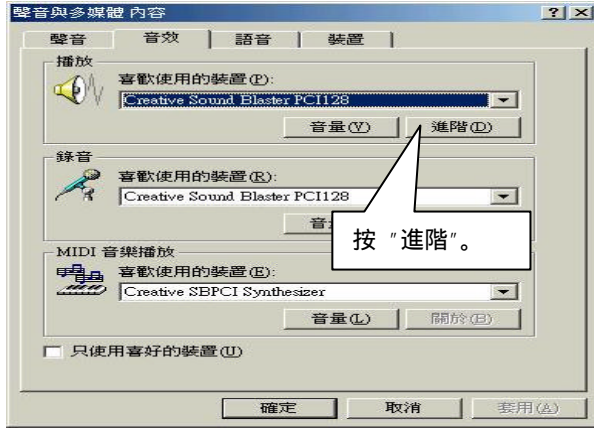 聲音與多媒體 內容
聲音 音效 語音 裝置
播放
喜歡使用的裝置(P):
Creative Sound Blaster PCI128
音量(V) 進階(D)
錄音
喜歡使用的裝置(R):
Creative Sound Blaster PCI128
音
按 "進階"。
MIDI 音樂播放
喜歡使用的裝置(E):
Creative SBPCI Synthesizer
音量(L) 關於(B)
只使用喜好的裝置(U)
確定 取消 套用(A)